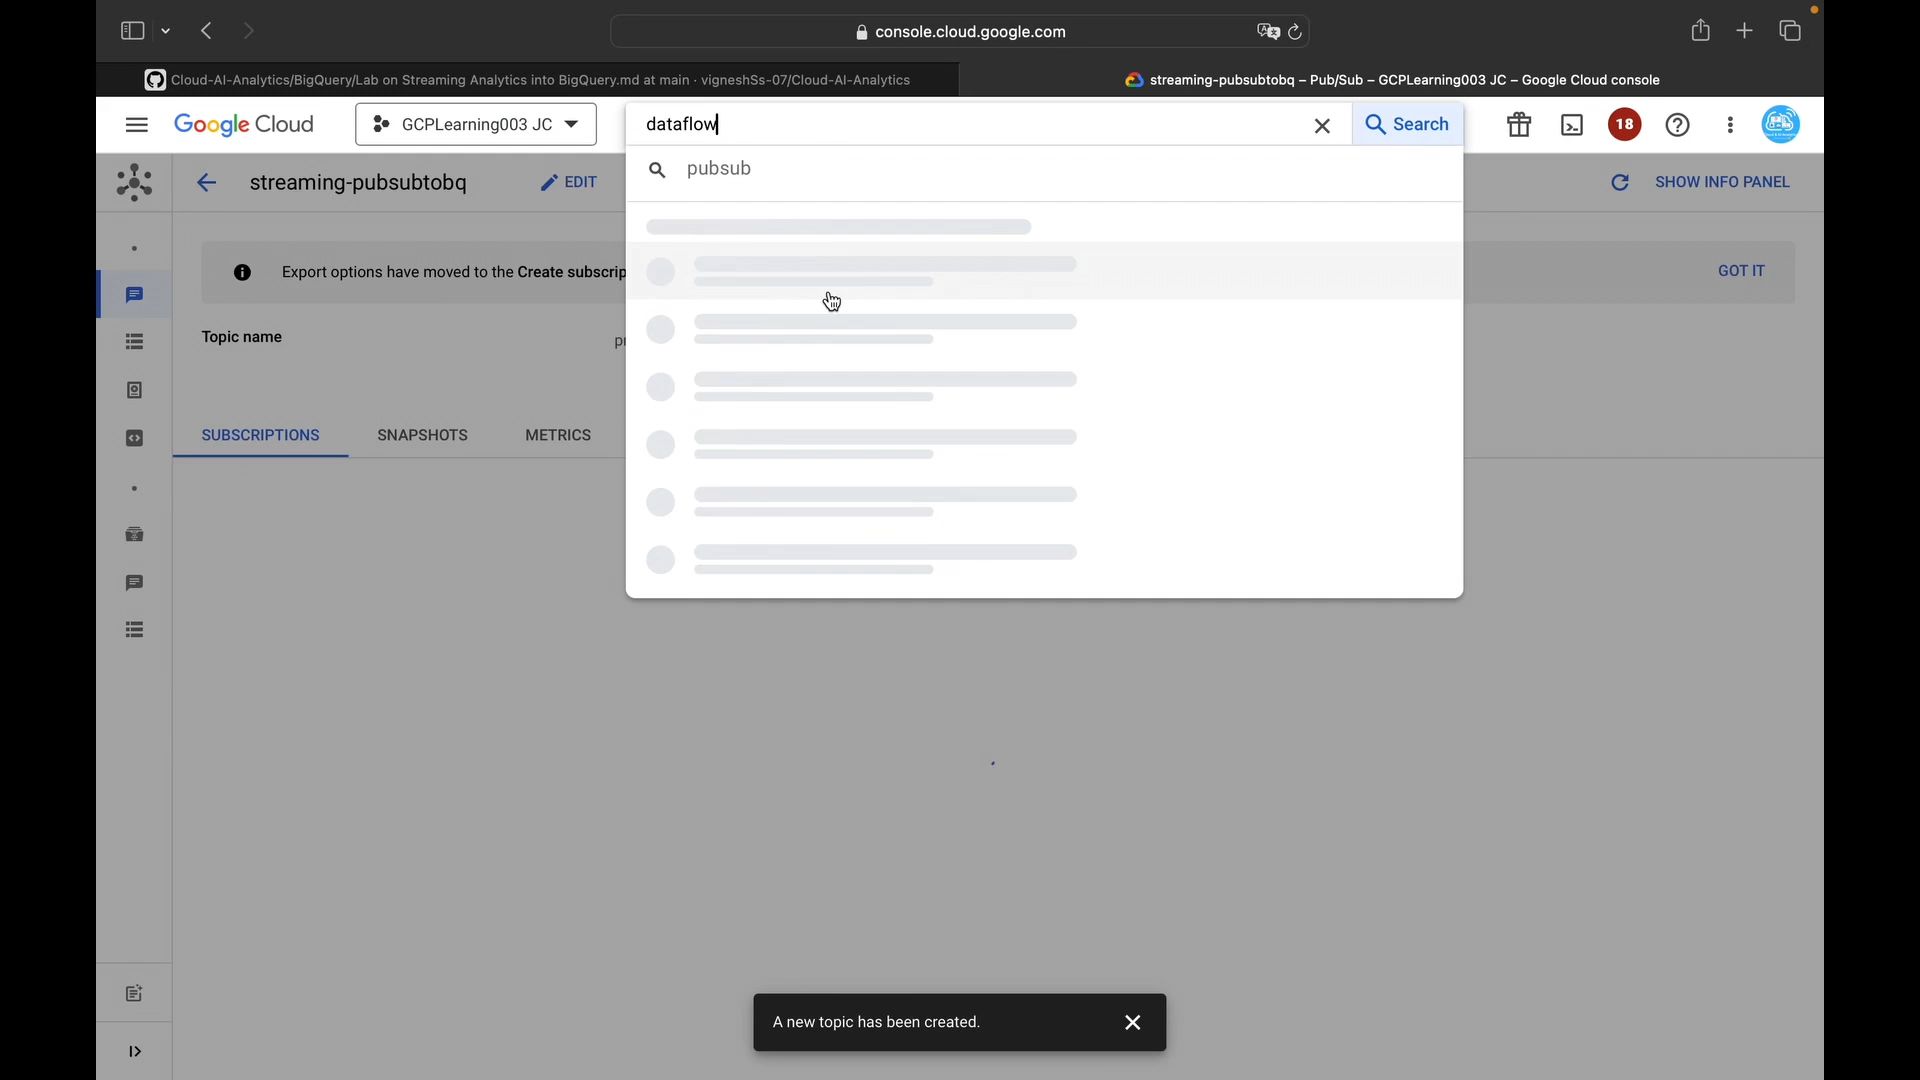 console.cloud.google.com
Cloud-AI-Analytics/BigQuery/Lab on Streaming Analytics into BigQuery.md at main · vigneshSs-07/Cloud-AI-Analytics
streaming-pubsubtobq – Pub/Sub – GCPLearning003 JC – Google Cloud console
Google Cloud
GCPLearning003 JC
dataflow
Search
18
pubsub
streaming-pubsubtobq
EDIT
SHOW INFO PANEL
Export options have moved to the Create subscrip
GOT IT
Topic name
SUBSCRIPTIONS
SNAPSHOTS
METRICS
A new topic has been created.